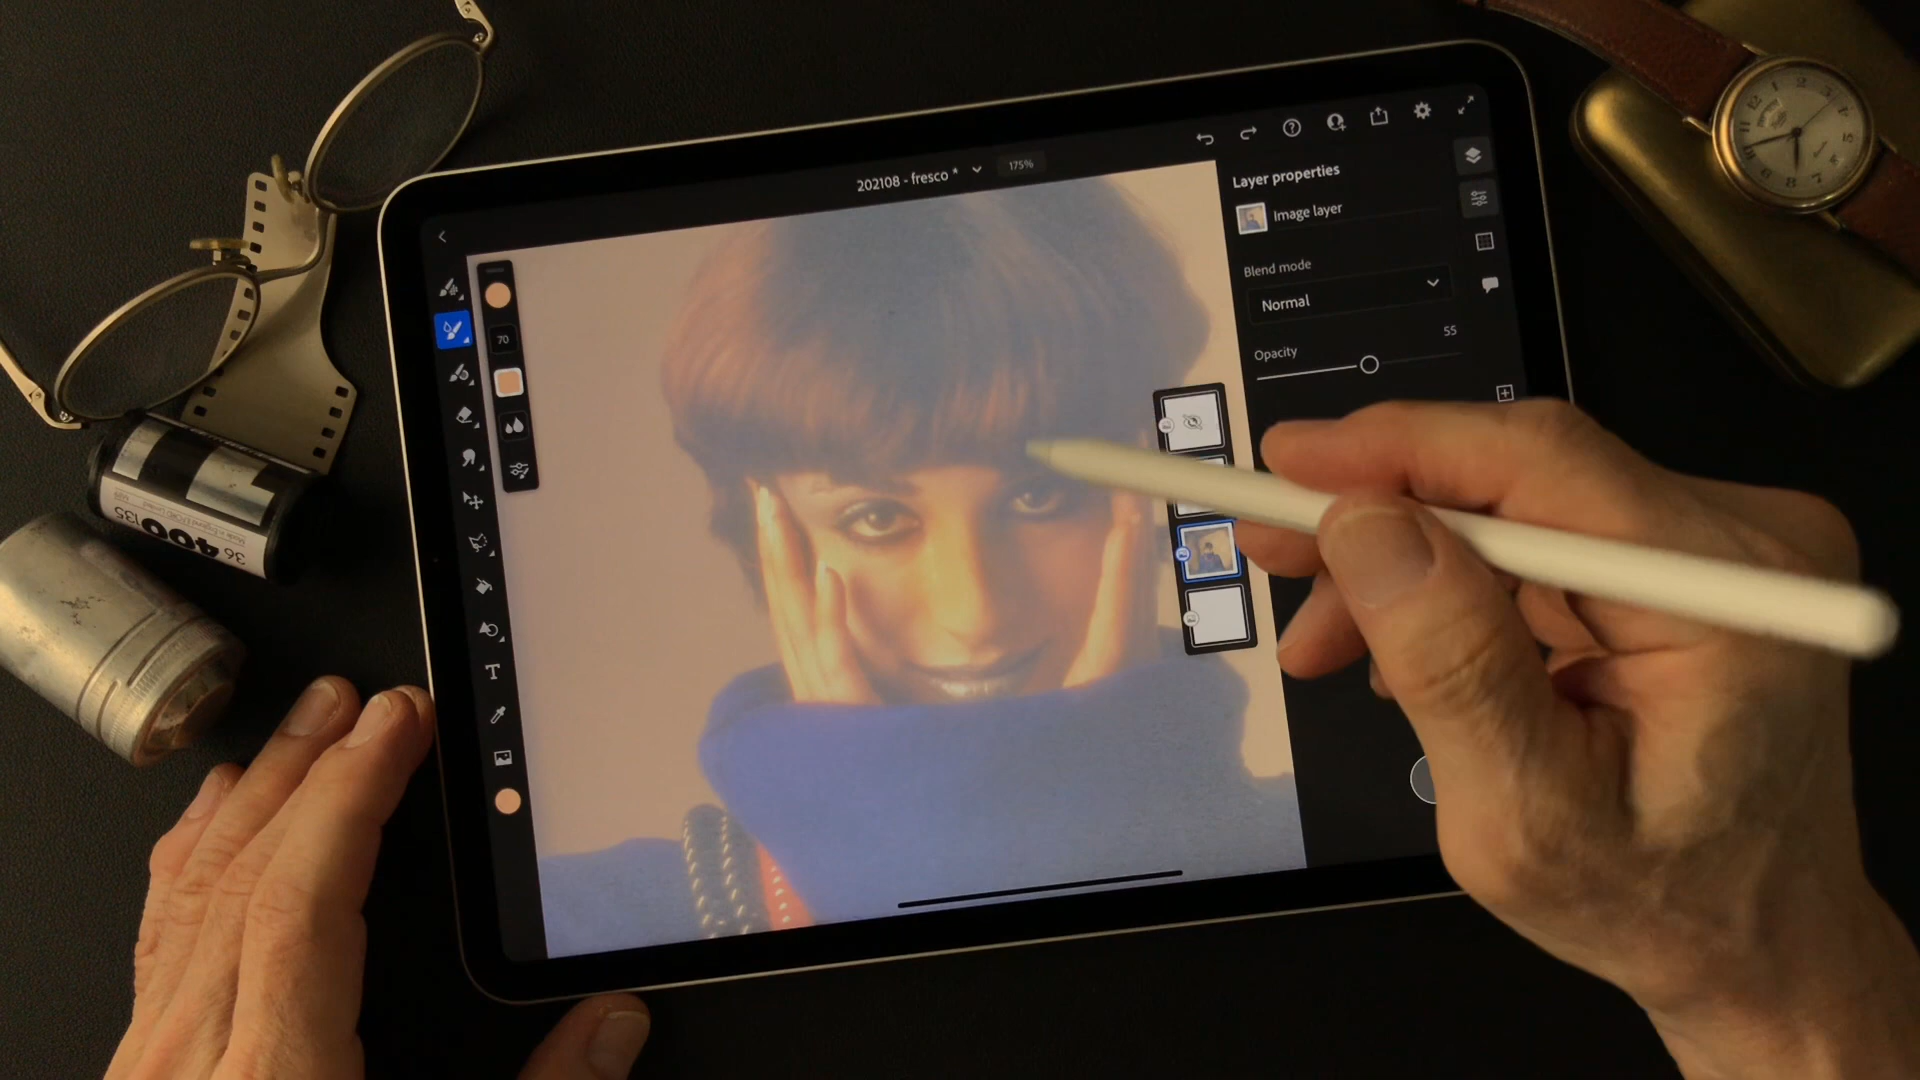 202108 - fresco *
175%
Layer properties
Image layer
Blend mode
Normal
55
Opacity
70
T
36
400
135